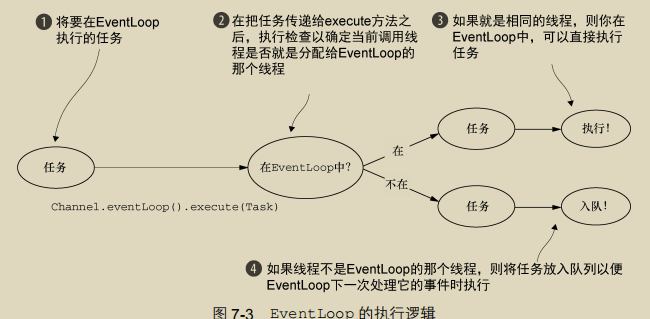 1 将要在EventLoop
执行的任务
2 在把任务传递给execute方法之
后，执行检查以确定当前调用线
程是否就是分配给EventLoop的
那个线程
3 如果就是相同的线程，则你在
EventLoop中，可以直接执行
任务
任务
在EventLoop中？
在
不在
任务
执行！
任务
入队！
Channel.eventLoop().execute(Task)
4 如果线程不是EventLoop的那个线程，则将任务放入队列以便
EventLoop下一次处理它的事件时执行
图 7-3 EventLoop 的执行逻辑